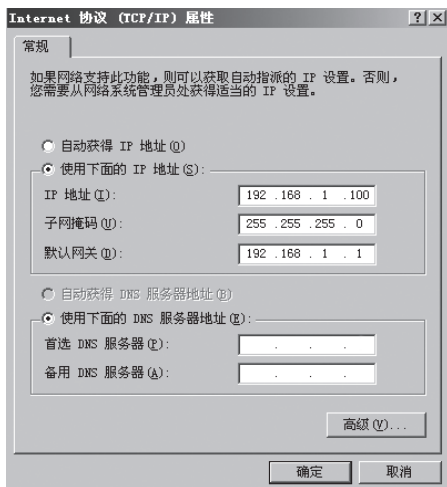 Internet 协议 (TCP/IP) 属性
常规
如果网络支持此功能，则可以获取自动指派的 IP 设置。否则，
您需要从网络系统管理员处获得适当的 IP 设置。
自动获得 IP 地址(O)
使用下面的 IP 地址(S):
IP 地址(I): 192 .168 . 1 .100
子网掩码(U): 255 .255 .255 . 0
默认网关(D): 192 .168 . 1 . 1
自动获得 DNS 服务器地址(B)
使用下面的 DNS 服务器地址(E):
首选 DNS 服务器(P): . . .
备用 DNS 服务器(A): . . .
高级(V)...
确定 取消